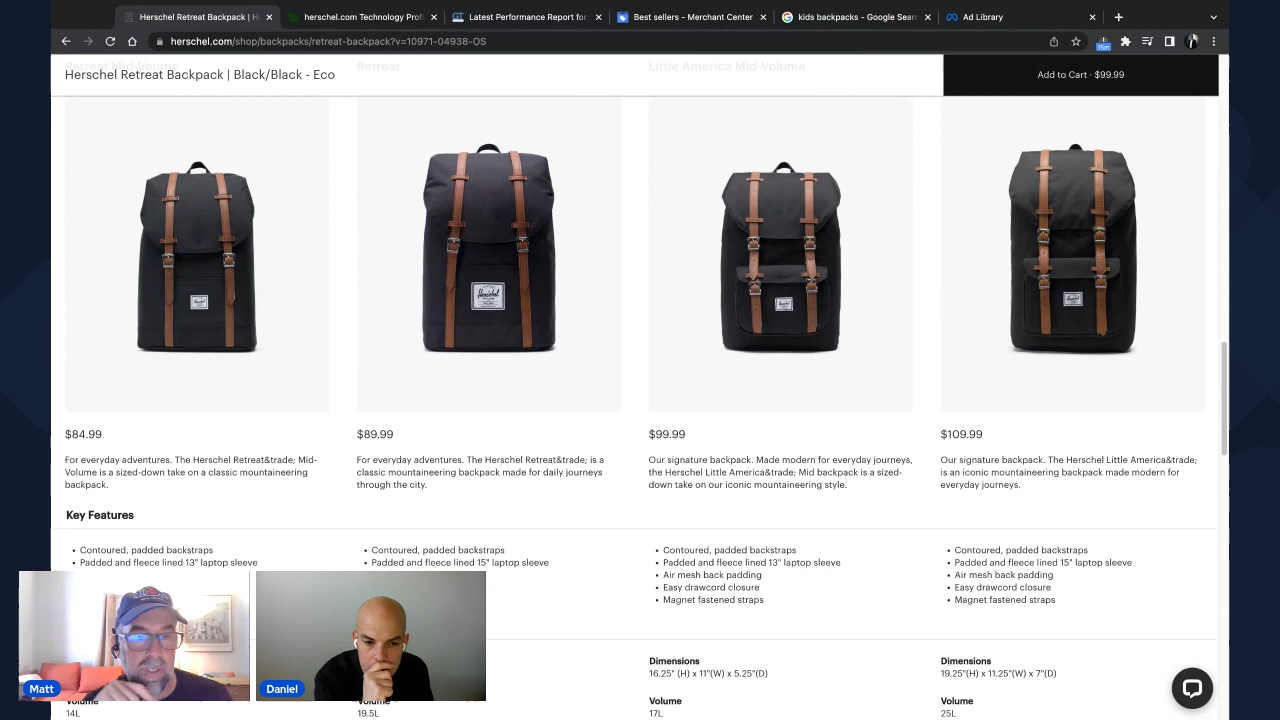 Herschel Retreat Backpack | H
herschel.com Technology Profi
Latest Performance Report for
Best sellers – Merchant Center
kids backpacks - Google Searc
Ad Library
herschel.com/shop/backpacks/retreat-backpack?v=10971-04938-OS
15m
Retreat Mid-Voume
Retreat
Little America Mid-Volume
Herschel Retreat Backpack | Black/Black - Eco
Add to Cart · $99.99
Herschel
$84.99
$89.99
$99.99
$109.99
For everyday adventures. The Herschel Retreat&trade; Mid-
Volume is a sized-down take on a classic mountaineering
backpack.
For everyday adventures. The Herschel Retreat&trade; is a
classic mountaineering backpack made for daily journeys
through the city.
Our signature backpack. Made modern for everyday journeys,
the Herschel Little America&trade; Mid backpack is a sized-
down take on our iconic mountaineering style.
Our signature backpack. The Herschel Little America&trade;
is an iconic mountaineering backpack made modern for
everyday journeys.
Key Features
• Contoured, padded backstraps
• Padded and fleece lined 13" laptop sleeve
• Contoured, padded backstraps
• Padded and fleece lined 15" laptop sleeve
• Contoured, padded backstraps
• Padded and fleece lined 13" laptop sleeve
• Air mesh back padding
• Easy drawcord closure
• Magnet fastened straps
• Contoured, padded backstraps
• Padded and fleece lined 15" laptop sleeve
• Air mesh back padding
• Easy drawcord closure
• Magnet fastened straps
Dimensions
16.25" (H) x 11"(W) x 5.25"(D)
Dimensions
19.25"(H) x 11.25"(W) x 7"(D)
Matt
Daniel
Volume
14L
Volume
19.5L
Volume
17L
Volume
25L